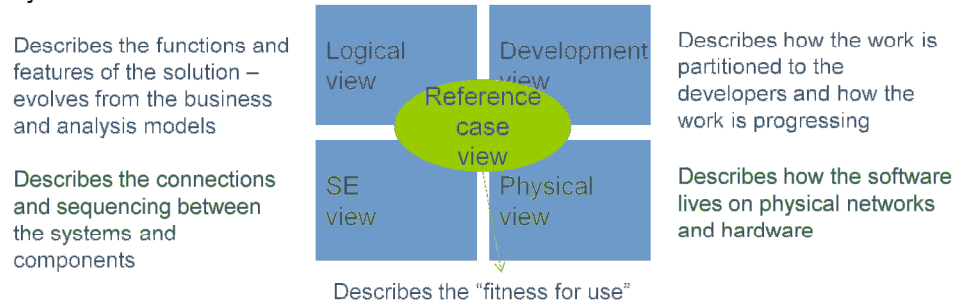 Describes the functions and
features of the solution –
evolves from the business
and analysis models
Logical
view
Development
view
Describes how the work is
partitioned to the
developers and how the
work is progressing
Reference
case
view
Describes the connections
and sequencing between
the systems and
components
SE
view
Physical
view
Describes how the software
lives on physical networks
and hardware
Describes the “fitness for use”